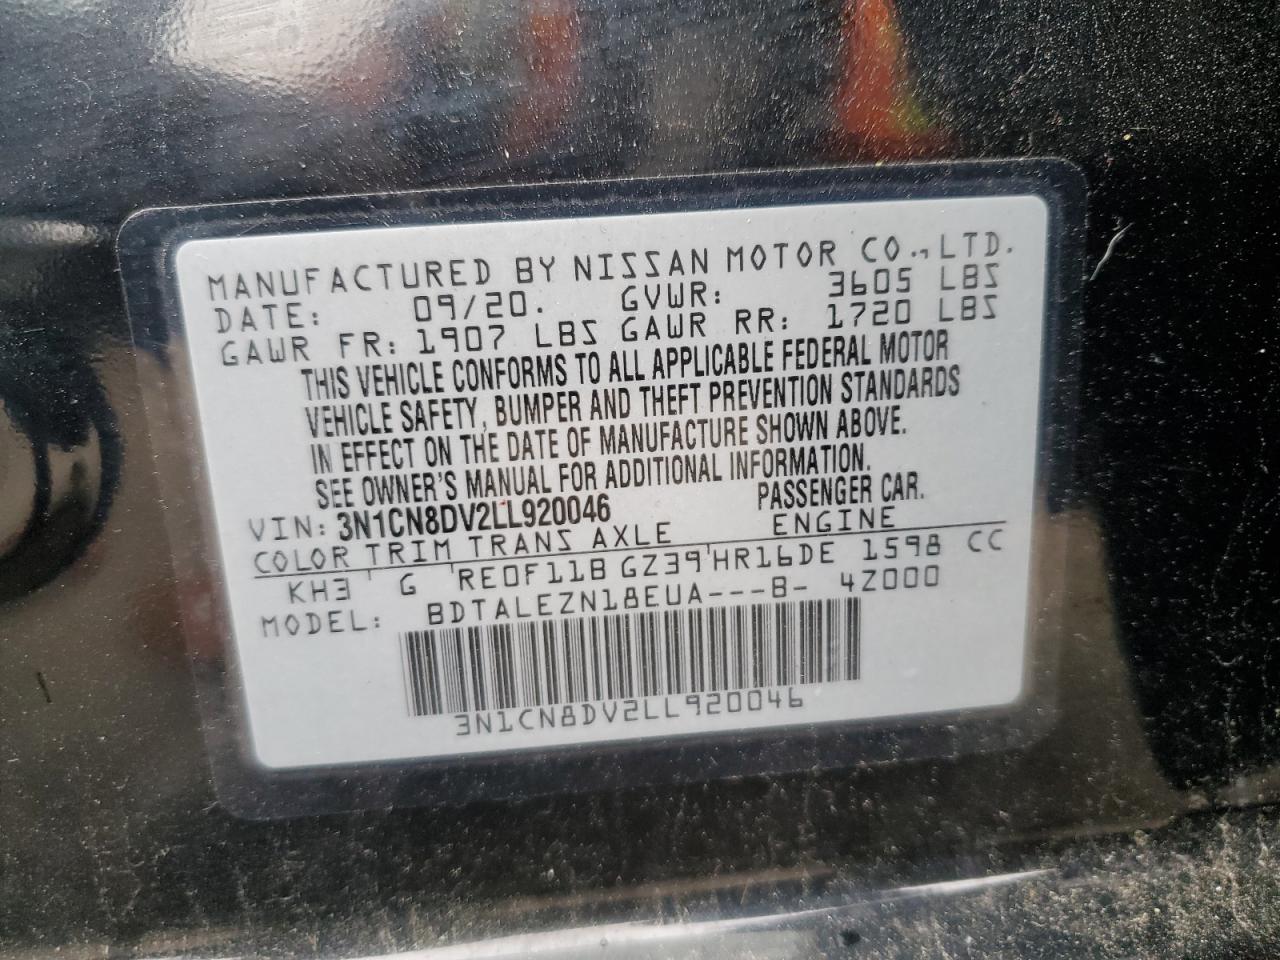 MANUFACTURED BY NISSAN MOTOR CO., LTD.
DATE: 09/20. GVWR: 3605 LBS
GAWR FR: 1907 LBS GAWR RR: 1720 LBS
THIS VEHICLE CONFORMS TO ALL APPLICABLE FEDERAL MOTOR
VEHICLE SAFETY, BUMPER AND THEFT PREVENTION STANDARDS
IN EFFECT ON THE DATE OF MANUFACTURE SHOWN ABOVE.
SEE OWNER'S MANUAL FOR ADDITIONAL INFORMATION.
VIN: 3N1CN8DV2LL920046 PASSENGER CAR.
COLOR TRIM TRANS AXLE ENGINE
KH3 G RE0F11B GZ39 HR16DE 1598 CC
MODEL: BDTALEZN18EUA---B- 4Z000
3N1CN8DV2LL920046